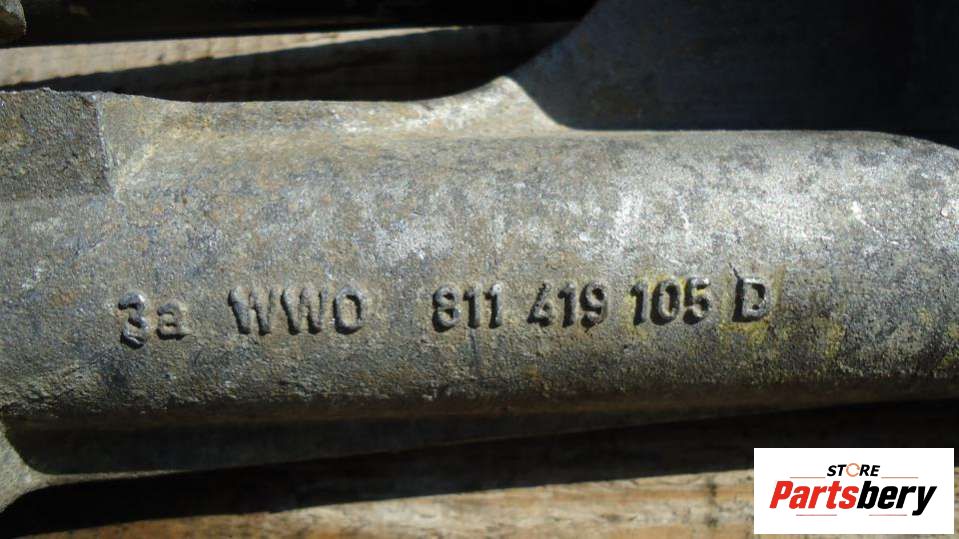 3a WWO 811 419 105 D
STORE
Partsbery